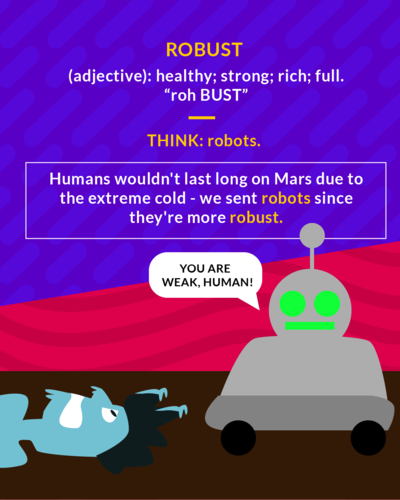 ROBUST
(adjective): healthy; strong; rich; full.
“roh BUST”
THINK: robots.
Humans wouldn't last long on Mars due to
the extreme cold - we sent robots since
they're more robust.
YOU ARE
WEAK, HUMAN!